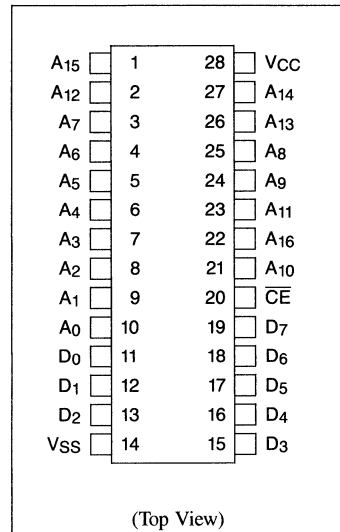 A15 1 28 VCC
A12 2 27 A14
A7 3 26 A13
A6 4 25 A8
A5 5 24 A9
A4 6 23 A11
A3 7 22 A16
A2 8 21 A10
A1 9 20 C̅E̅
A0 10 19 D7
D0 11 18 D6
D1 12 17 D5
D2 13 16 D4
VSS 14 15 D3
(Top View)